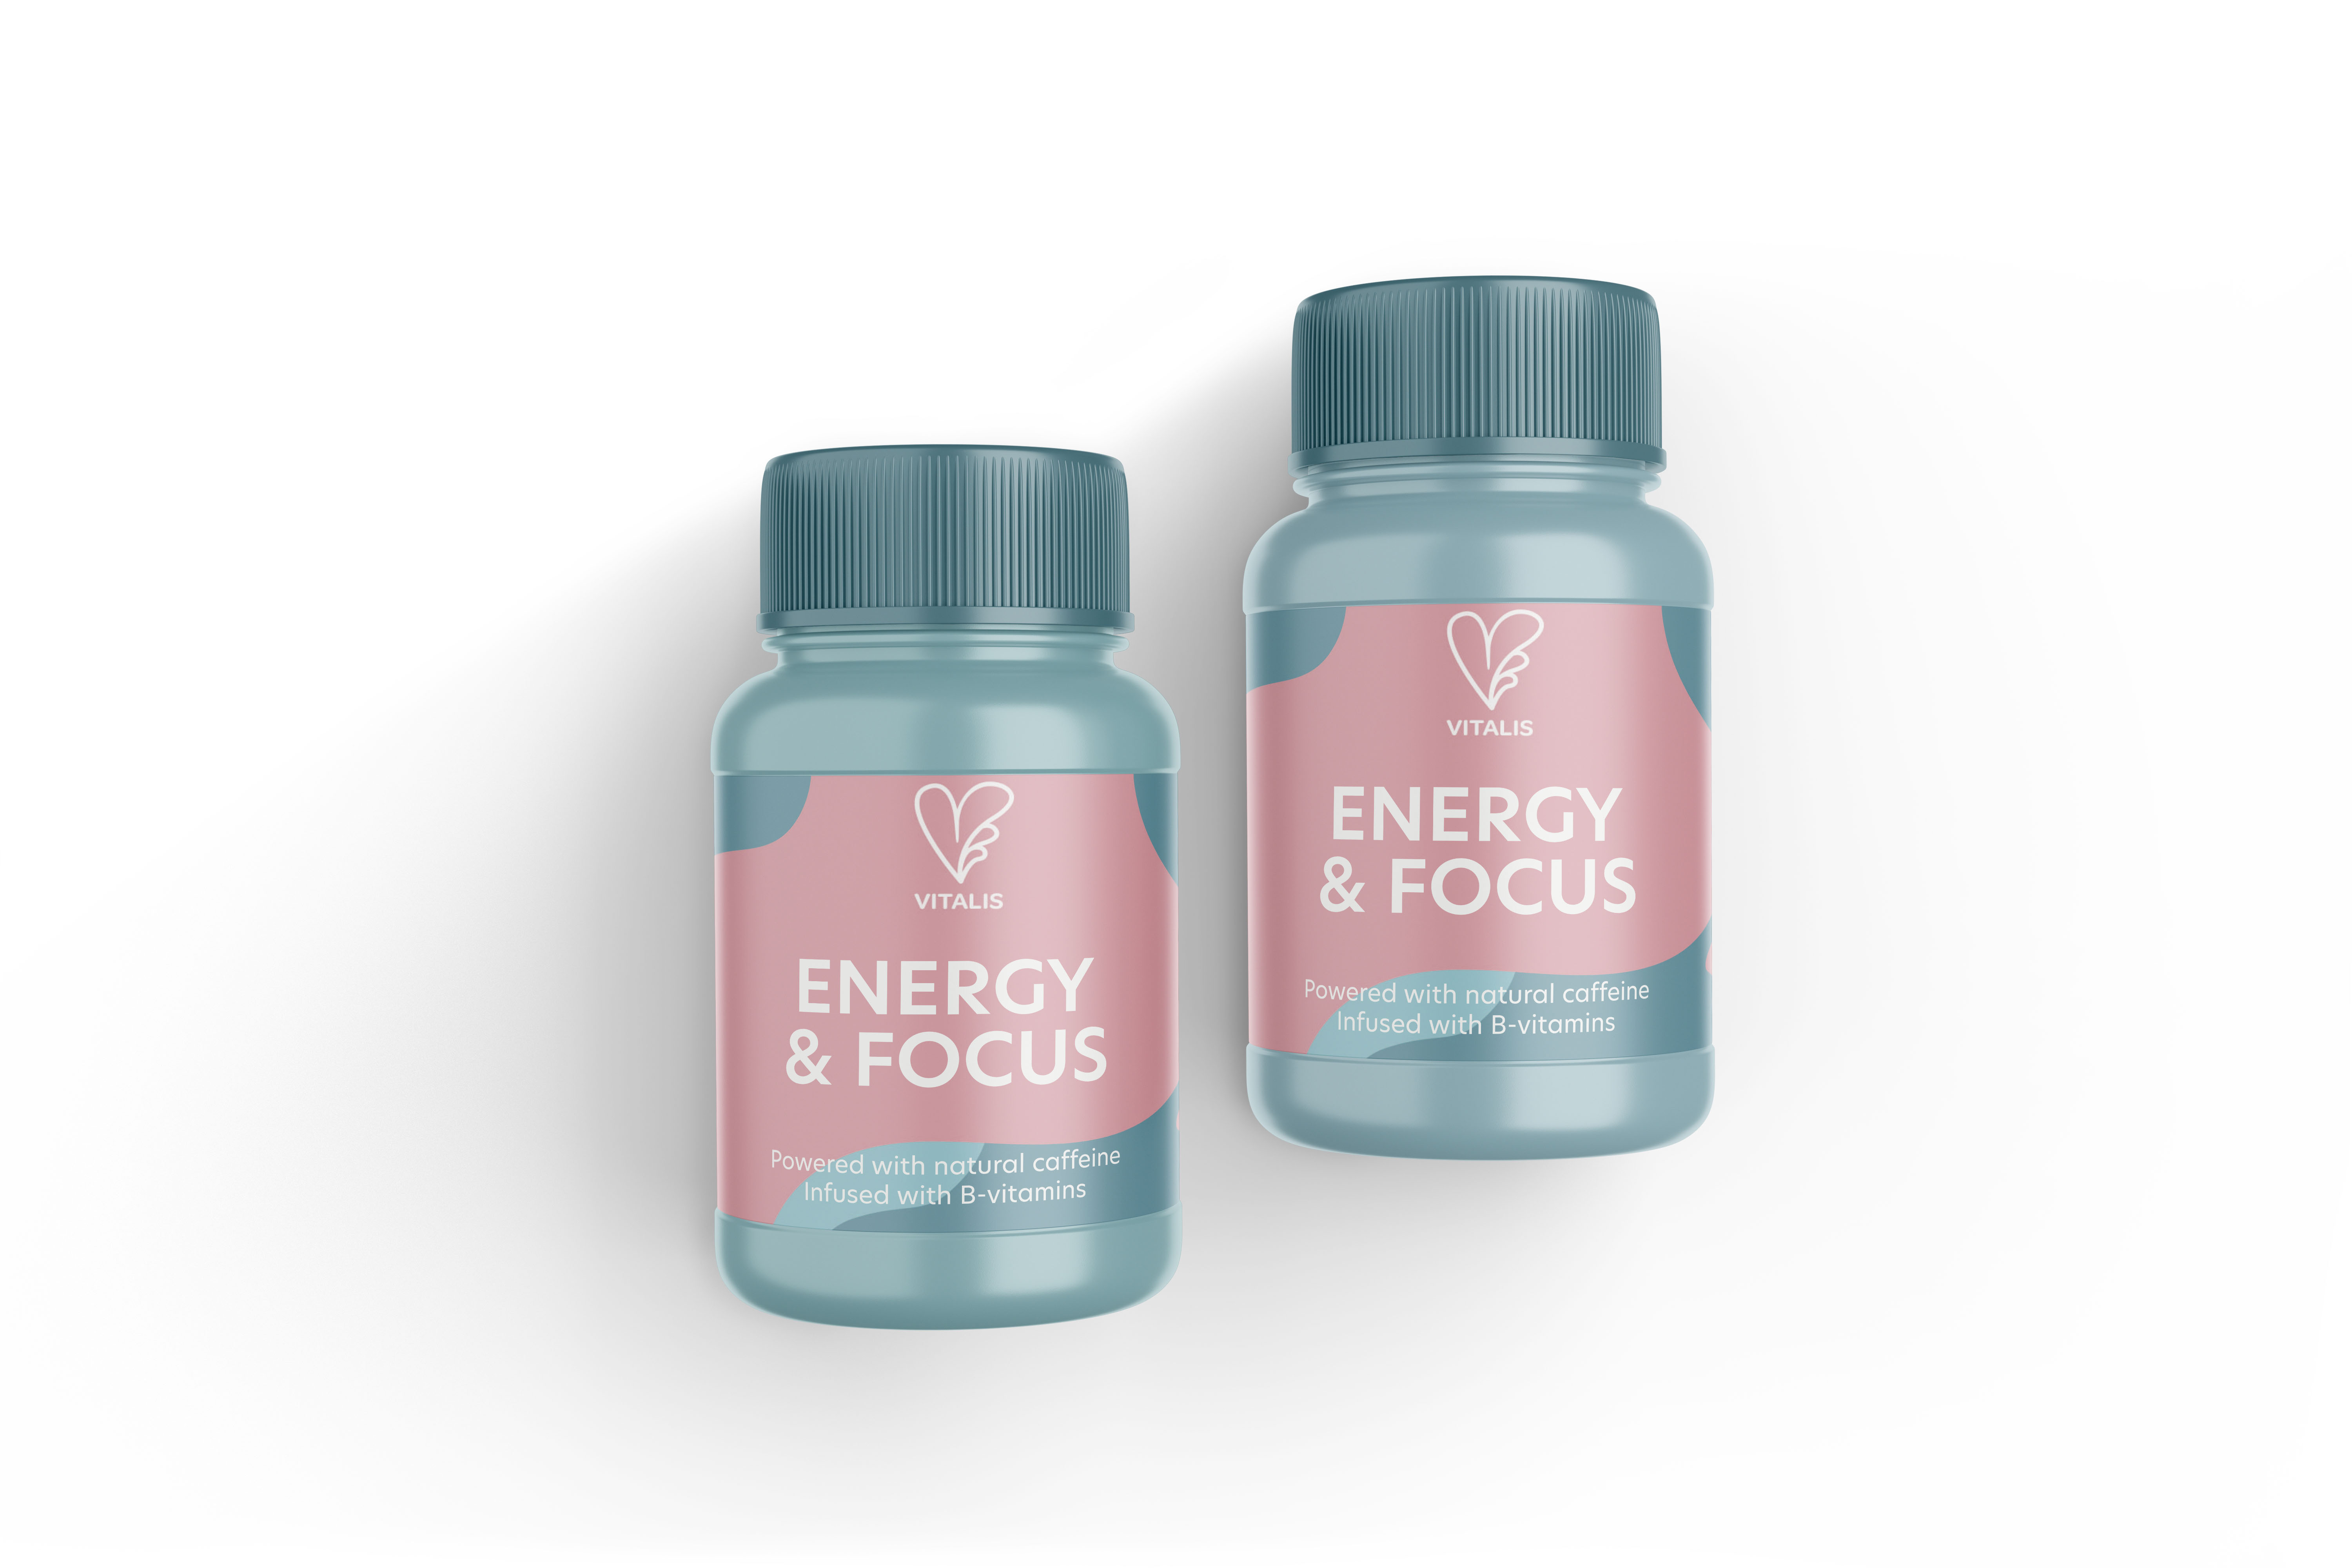 VITALIS
ENERGY
& FOCUS
Powered with natural caffeine
Infused with B-vitamins
VITALIS
ENERGY
& FOCUS
Powered with natural caffeine
Infused with B-vitamins